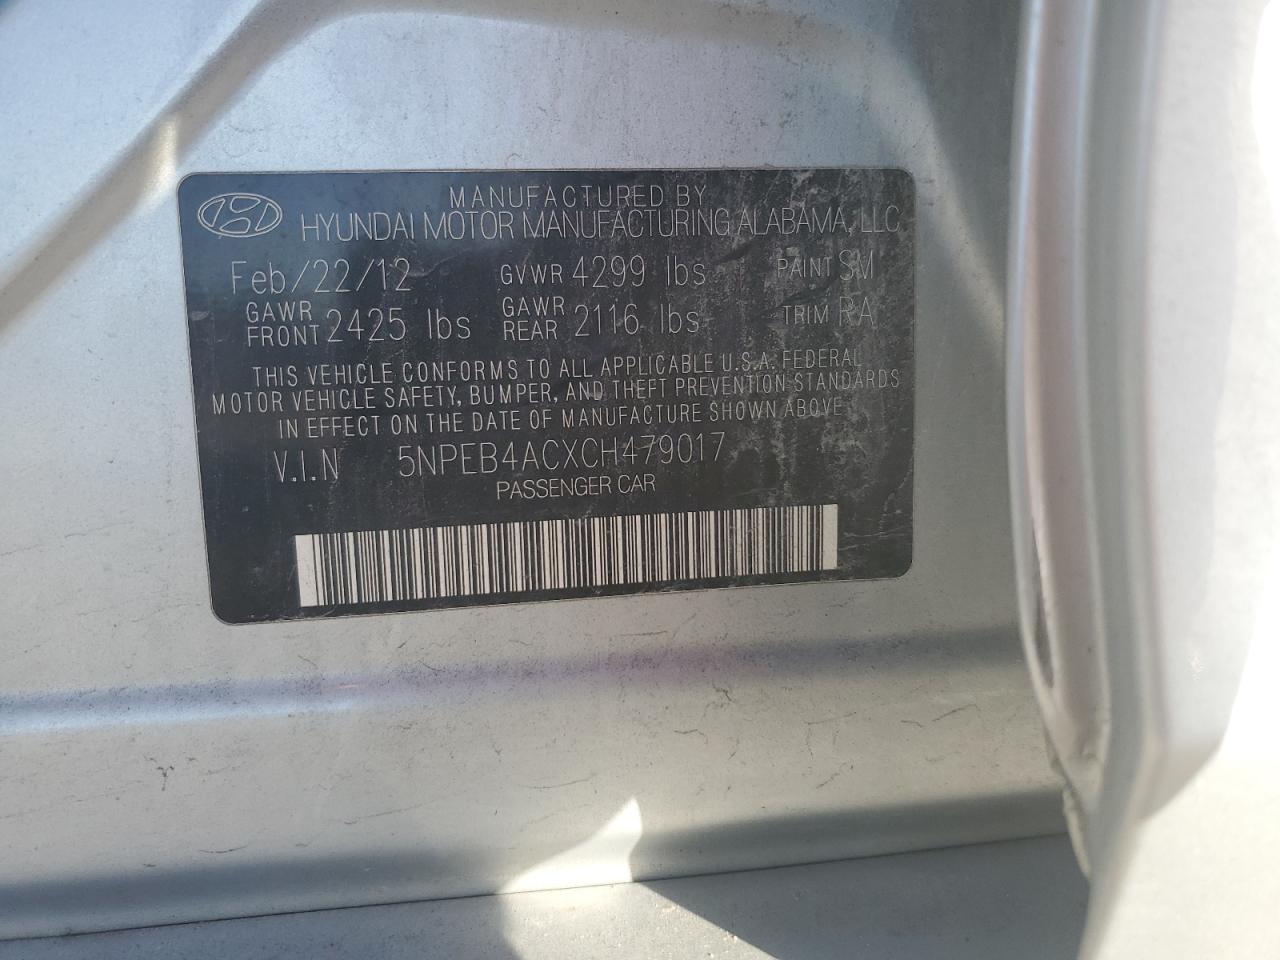 MANUFACTURED BY
HYUNDAI MOTOR MANUFACTURING ALABAMA, LLC
Feb/22/12 GVWR 4299 lbs PAINT SM
GAWR FRONT 2425 lbs GAWR REAR 2116 lbs TRIM RA
THIS VEHICLE CONFORMS TO ALL APPLICABLE U.S.A. FEDERAL
MOTOR VEHICLE SAFETY, BUMPER, AND THEFT PREVENTION STANDARDS
IN EFFECT ON THE DATE OF MANUFACTURE SHOWN ABOVE
V.I.N 5NPEB4ACXCH479017
PASSENGER CAR